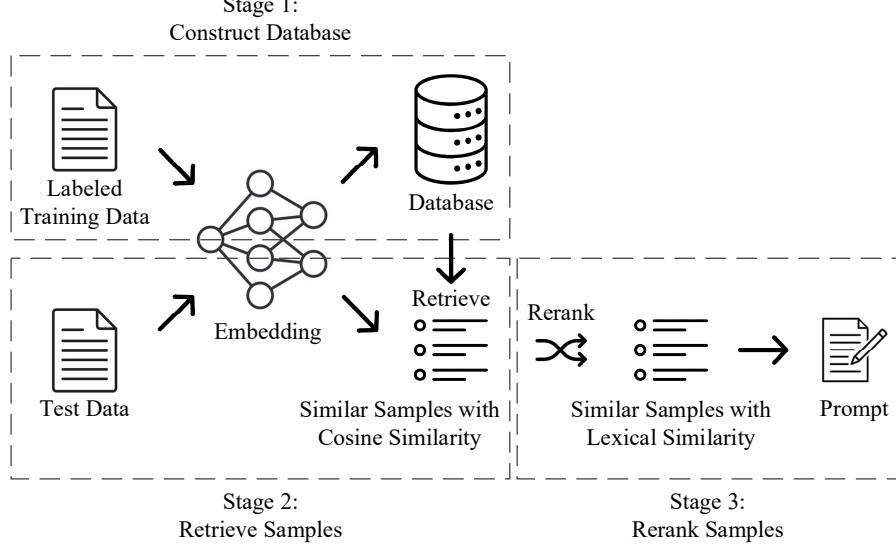 Stage 1:
Construct Database
Labeled
Training Data
Database
Embedding
Test Data
Retrieve
Similar Samples with
Cosine Similarity
Rerank
Similar Samples with
Lexical Similarity
Prompt
Stage 2:
Retrieve Samples
Stage 3:
Rerank Samples